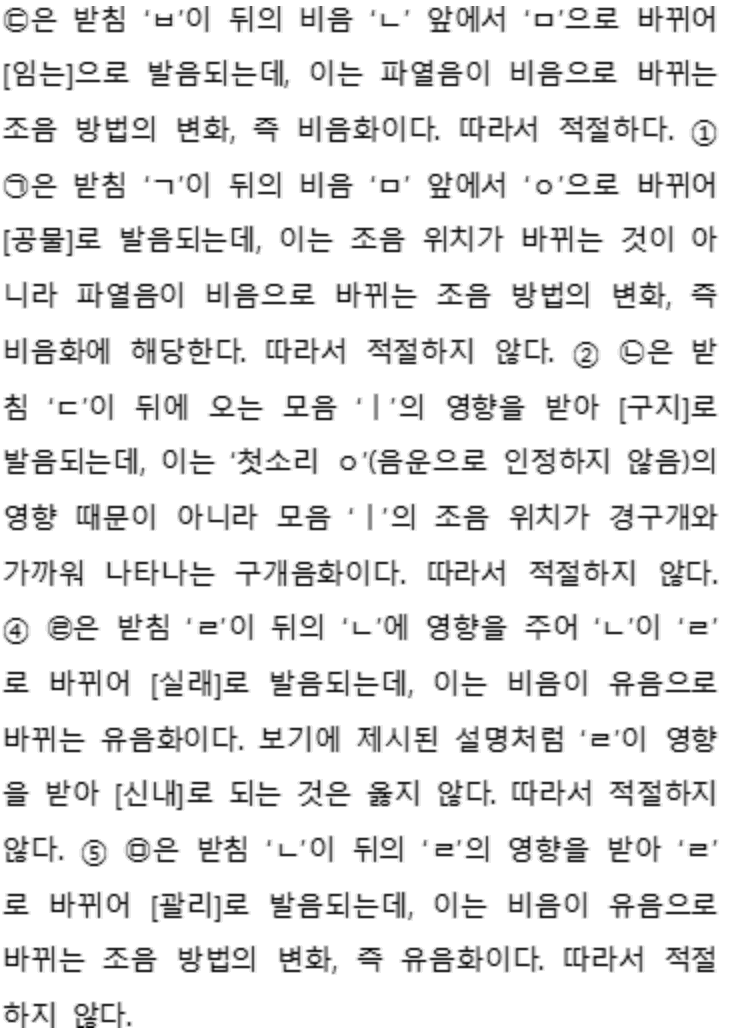 ㉢은 받침 ‘ㅂ’이 뒤의 비음 ‘ㄴ’ 앞에서 ‘ㅁ’으로 바뀌어
[임는]으로 발음되는데, 이는 파열음이 비음으로 바뀌는
조음 방법의 변화, 즉 비음화이다. 따라서 적절하다. ①
㉠은 받침 ‘ㄱ’이 뒤의 비음 ‘ㅁ’ 앞에서 ‘ㅇ’으로 바뀌어
[공물]로 발음되는데, 이는 조음 위치가 바뀌는 것이 아
니라 파열음이 비음으로 바뀌는 조음 방법의 변화, 즉
비음화에 해당한다. 따라서 적절하지 않다. ② ㉡은 받
침 ‘ㄷ’이 뒤에 오는 모음 ‘ㅣ’의 영향을 받아 [구지]로
발음되는데, 이는 ‘첫소리 ㅇ’(음운으로 인정하지 않음)의
영향 때문이 아니라 모음 ‘ㅣ’의 조음 위치가 경구개와
가까워 나타나는 구개음화이다. 따라서 적절하지 않다.
④ ㉣은 받침 ‘ㄹ’이 뒤의 ‘ㄴ’에 영향을 주어 ‘ㄴ’이 ‘ㄹ’
로 바뀌어 [실래]로 발음되는데, 이는 비음이 유음으로
바뀌는 유음화이다. 보기에 제시된 설명처럼 ‘ㄹ’이 영향
을 받아 [신내]로 되는 것은 옳지 않다. 따라서 적절하지
않다. ⑤ ㉤은 받침 ‘ㄴ’이 뒤의 ‘ㄹ’의 영향을 받아 ‘ㄹ’
로 바뀌어 [괄리]로 발음되는데, 이는 비음이 유음으로
바뀌는 조음 방법의 변화, 즉 유음화이다. 따라서 적절
하지 않다.